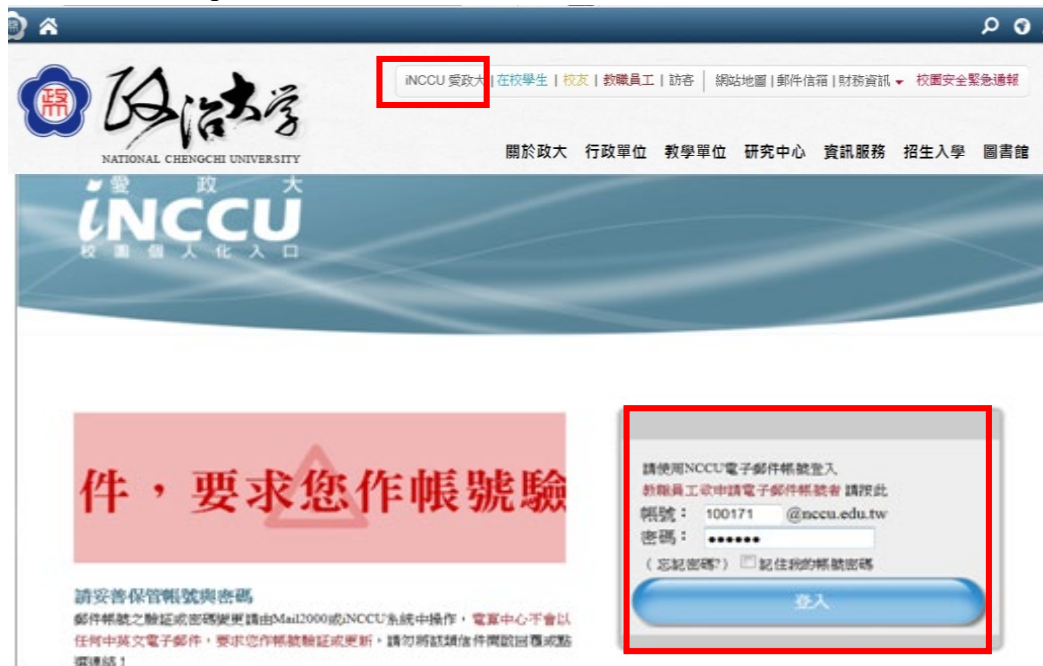 iNCCU 愛政大 | 在校學生 | 校友 | 教職員工 | 訪客 | 網站地圖 | 郵件信箱 | 財務資訊 校園安全緊急通報
政治大学
NATIONAL CHENGCHI UNIVERSITY
關於政大 行政單位 教學單位 研究中心 資訊服務 招生入學 圖書館
愛政大
iNCCU
校園個人化入口
件，要求您作帳號驗
請使用NCCU電子郵件帳號登入
教職員工欲申請電子郵件帳號者 請按此
帳號： 100171 @nccu.edu.tw
密碼： ••••••
（ 忘記密碼?） 記住我的帳號密碼
登入
請妥善保管帳號與密碼
郵件帳號之驗証或密碼變更請由Mail2000或iNCCU系統中操作，電算中心不會以
任何中英文電子郵件，要求您作帳號驗証或更新，請勿將該類信件開啟回覆或點
選連結！